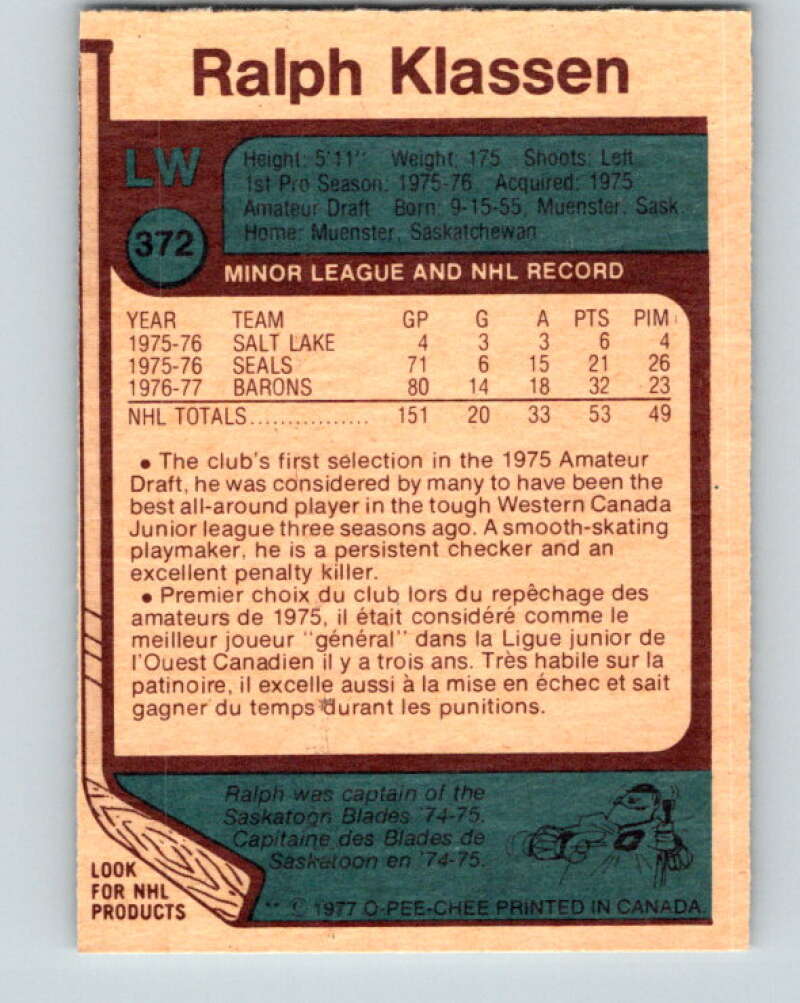 Ralph Klassen
LW
Height: 5'11" Weight: 175 Shoots: Left
1st Pro Season: 1975-76 Acquired: 1975
Amateur Draft Born: 9-15-55, Muenster, Sask.
Home: Muenster, Saskatchewan
372
MINOR LEAGUE AND NHL RECORD
YEAR TEAM GP G A PTS PIM
1975-76 SALT LAKE 4 3 3 6 4
1975-76 SEALS 71 6 15 21 26
1976-77 BARONS 80 14 18 32 23
NHL TOTALS................ 151 20 33 53 49
• The club's first selection in the 1975 Amateur
Draft, he was considered by many to have been the
best all-around player in the tough Western Canada
Junior league three seasons ago. A smooth-skating
playmaker, he is a persistent checker and an
excellent penalty killer.
• Premier choix du club lors du repêchage des
amateurs de 1975, il était considéré comme le
meilleur joueur "général" dans la Ligue junior de
l'Ouest Canadien il y a trois ans. Très habile sur la
patinoire, il excelle aussi à la mise en échec et sait
gagner du temps durant les punitions.
Ralph was captain of the
Saskatoon Blades '74-75.
Capitaine des Blades de
Saskatoon en '74-75.
LOOK
FOR NHL
PRODUCTS
** © 1977 O-PEE-CHEE PRINTED IN CANADA